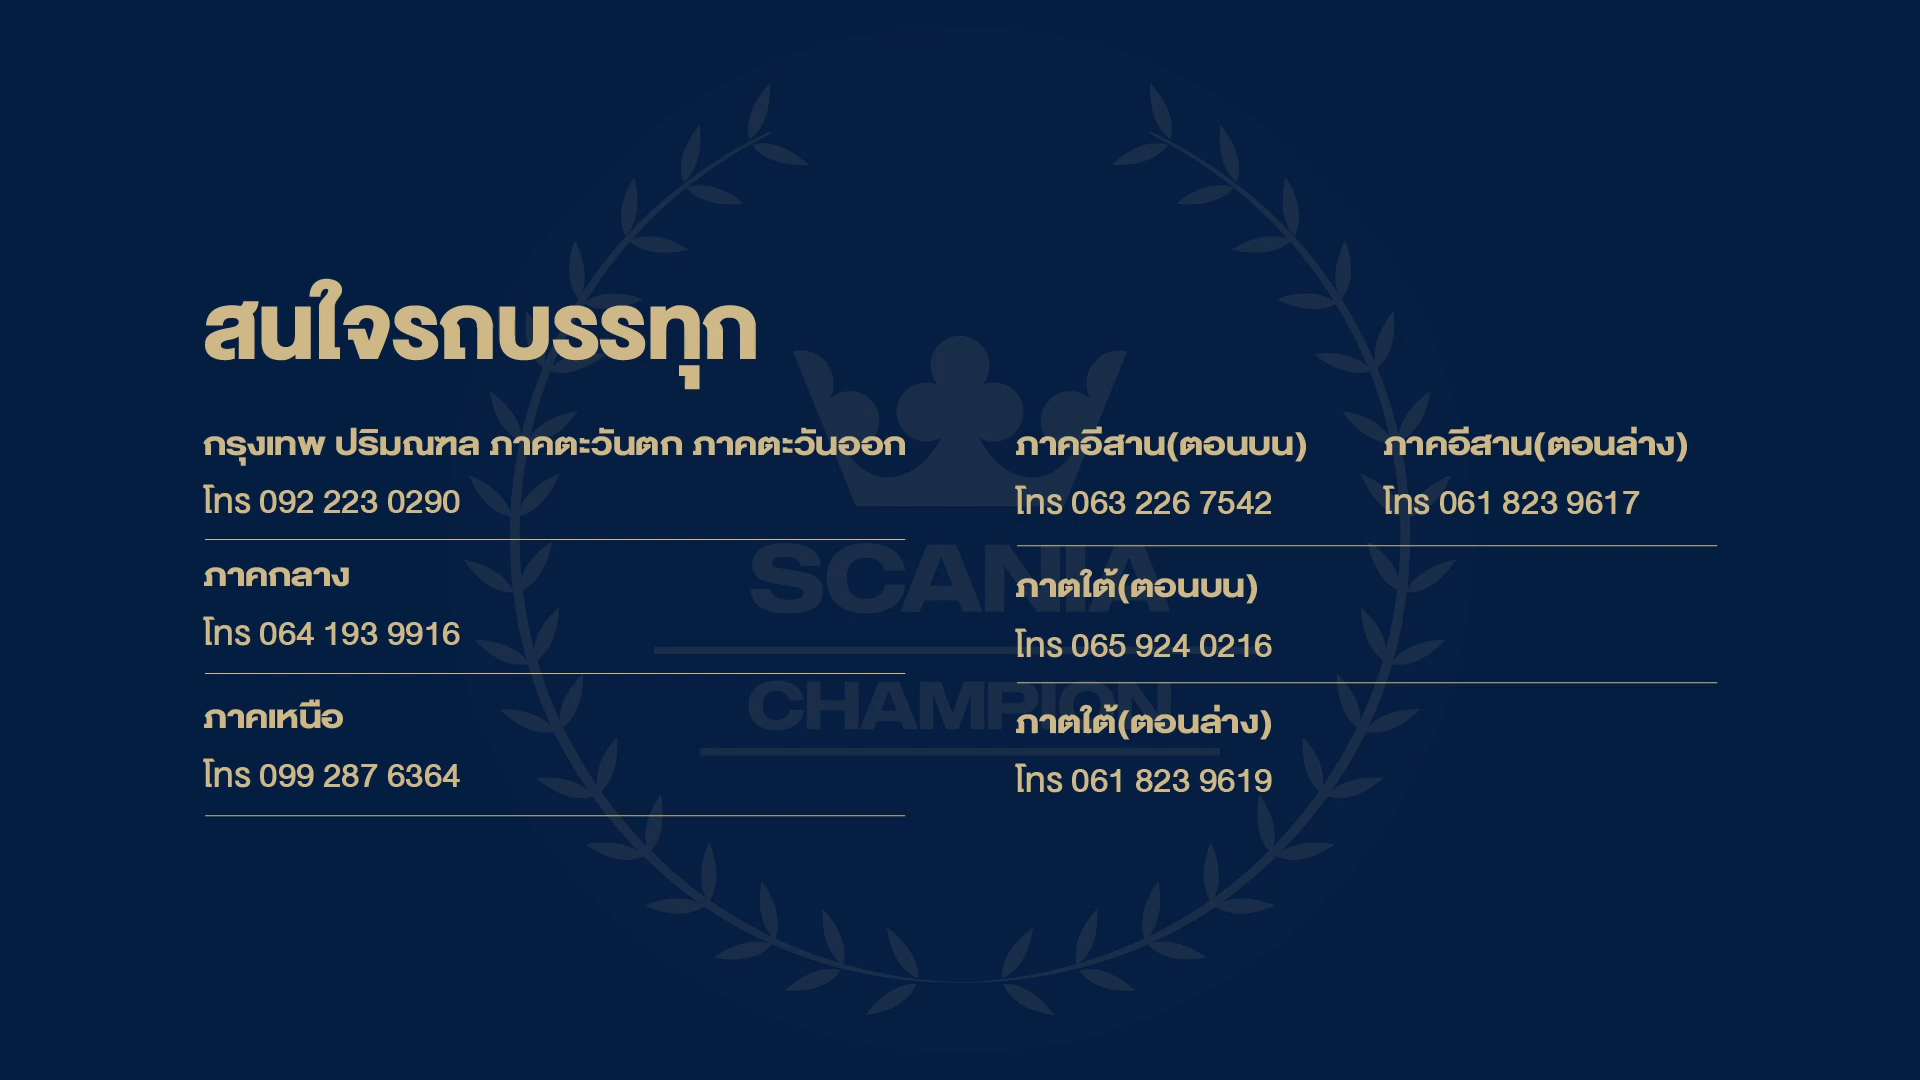 สนใจรถบรรทุก
กรุงเทพ ปริมณฑล ภาคตะวันตก ภาคตะวันออก
โทร 092 223 0290
ภาคกลาง
โทร 064 193 9916
ภาคเหนือ
โทร 099 287 6364
ภาคอีสาน(ตอนบน)
โทร 063 226 7542
ภาคอีสาน(ตอนล่าง)
โทร 061 823 9617
ภาตใต้(ตอนบน)
โทร 065 924 0216
ภาตใต้(ตอนล่าง)
โทร 061 823 9619
SCANIA
CHAMPION